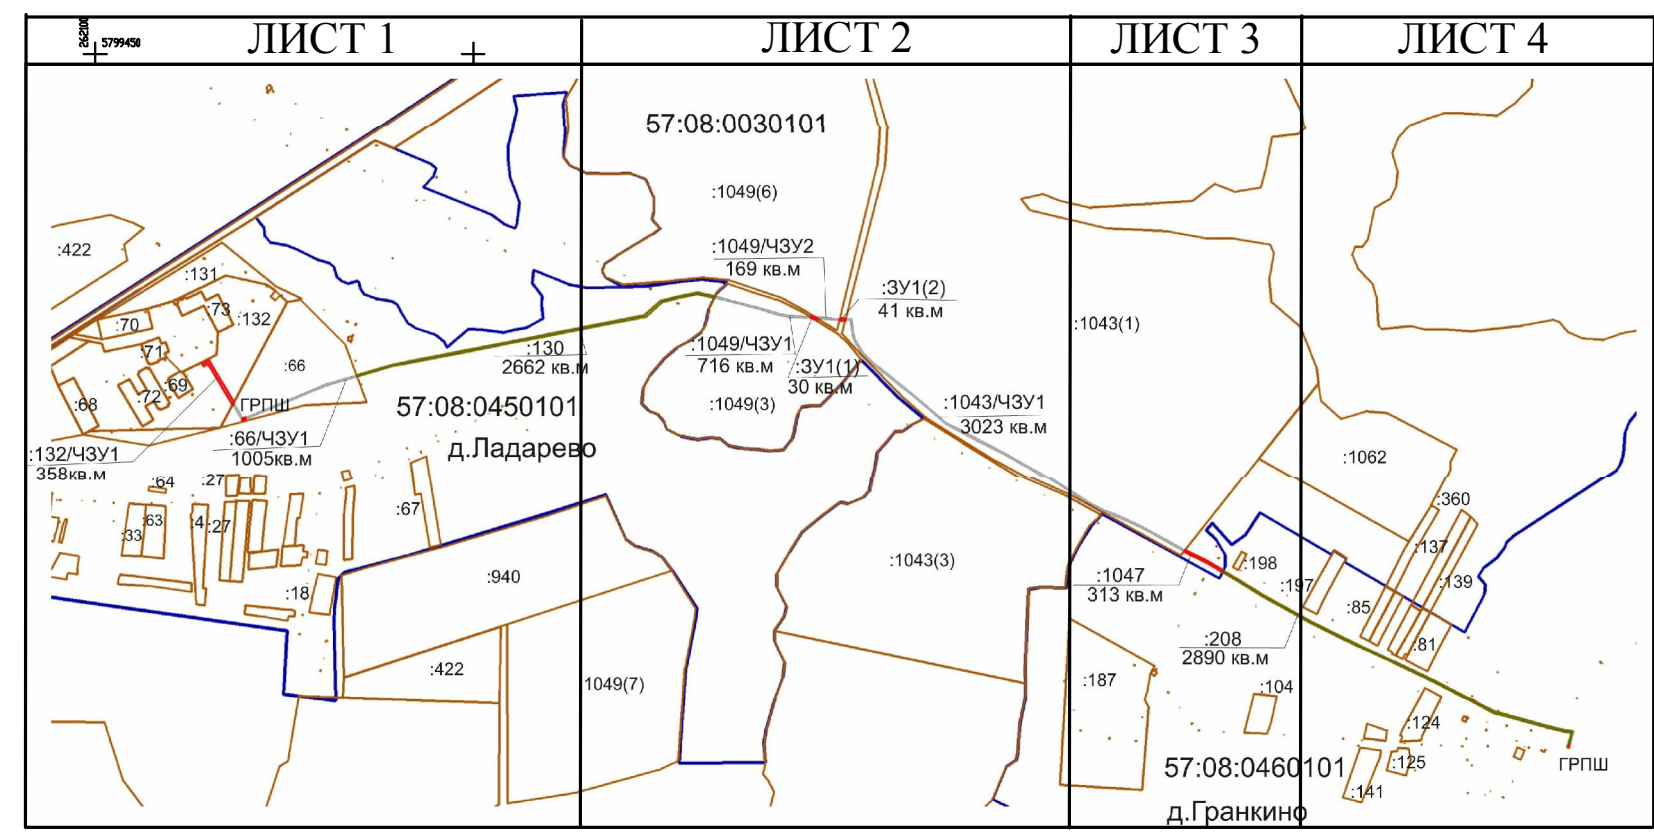 ЛИСТ 1
ЛИСТ 2
ЛИСТ 3
ЛИСТ 4
262100
5799450
57:08:0030101
:1049(6)
:422
:131
:1049/ЧЗУ2
169 кв.м
:ЗУ1(2)
41 кв.м
:73
:132
:70
:71
:66
:130
2662 кв.м
:1049/ЧЗУ1
716 кв.м
:ЗУ1(1)
30 кв.м
:1043(1)
:69
:72
:68
ГРПШ
57:08:0450101
д.Ладарево
:1049(3)
:1043/ЧЗУ1
3023 кв.м
:132/ЧЗУ1
358кв.м
:66/ЧЗУ1
1005кв.м
:1062
:64
:27
:67
:360
:63
:33
:4
:27
:137
:18
:940
:1043(3)
:1047
313 кв.м
:198
:197
:139
:85
:208
2890 кв.м
:81
:422
1049(7)
:187
:104
:124
:125
:141
ГРПШ
57:08:0460101
д.Гранкино